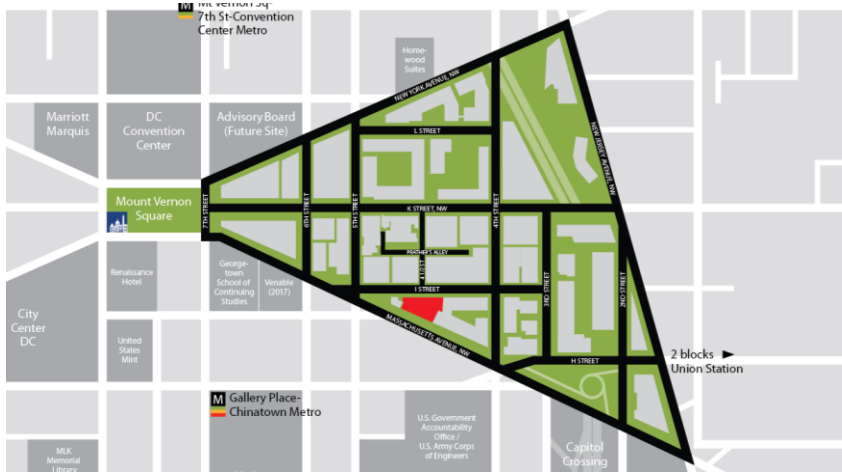 M Mt Vernon Sq-
7th St-Convention
Center Metro
Home-
wood
Suites
NEW YORK AVENUE, NW
Marriott
Marquis
DC
Convention
Center
Advisory Board
(Future Site)
L STREET
NEW JERSEY AVENUE, NW
Mount Vernon
Square
7TH STREET
6TH STREET
5TH STREET
K STREET, NW
4TH STREET
PRATHER'S ALLEY
I STREET
3RD STREET
2ND STREET
Renaissance
Hotel
George-
town
School of
Continuing
Studies
Venable
(2017)
MASSACHUSETTS AVENUE, NW
City
Center
DC
United
States
Mint
H STREET
2 blocks
Union Station
M Gallery Place-
Chinatown Metro
U.S. Government
Accountability
Office /
U.S. Army Corps
of Engineers
Capitol
Crossing
MLK
Memorial
Library